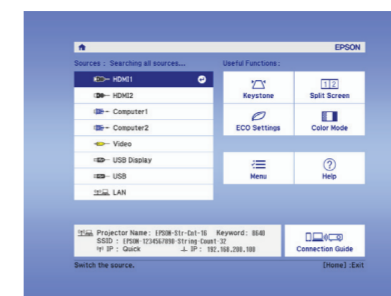 EPSON
Sources : Searching all sources... Useful Functions :
HDMI1
HDMI2
Computer1
Computer2
Video
USB Display
USB
LAN
Keystone
Split Screen
ECO Settings
Color Mode
Menu
Help
Projector Name : EPSON-Str-Cnt-16 Keyword: 8640
SSID : EPSON-1234567890-String-Count-32
IP : Quick IP : 192.168.200.100
Connection Guide
Switch the source. [Home] :Exit